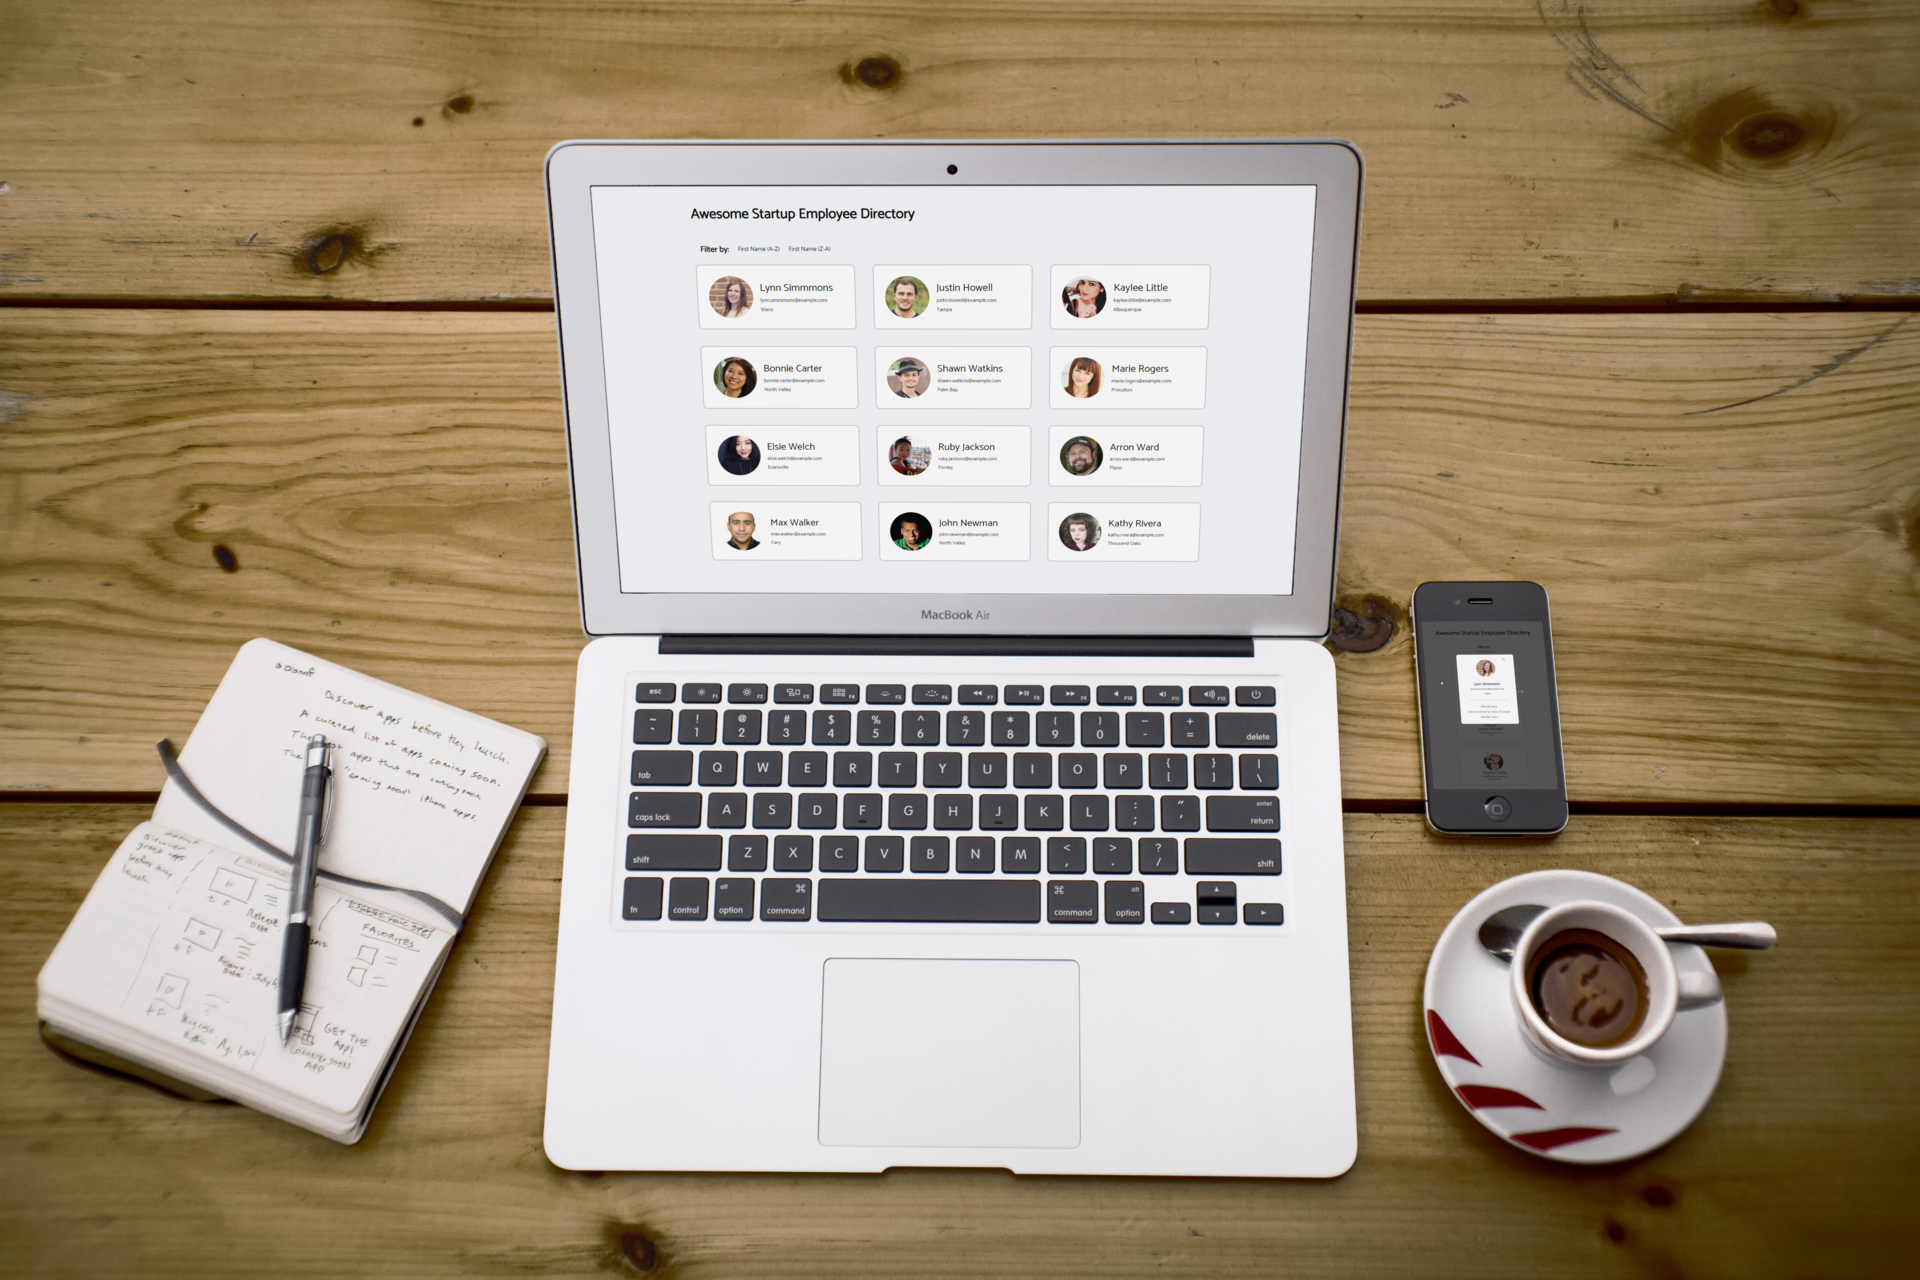 Awesome Startup Employee Directory
Filter by: First Name (A-Z) First Name (Z-A)
Lynn Simmmons
lynn.simmmons@example.com
Waco
Justin Howell
justin.howell@example.com
Tampa
Kaylee Little
kaylee.little@example.com
Albuquerque
Bonnie Carter
bonnie.carter@example.com
North Valley
Shawn Watkins
shawn.watkins@example.com
Palm Bay
Marie Rogers
marie.rogers@example.com
Princeton
Elsie Welch
elsie.welch@example.com
Evansville
Ruby Jackson
ruby.jackson@example.com
Forney
Arron Ward
arron.ward@example.com
Plano
Max Walker
max.walker@example.com
Cary
John Newman
john.newman@example.com
North Valley
Kathy Rivera
kathy.rivera@example.com
Thousand Oaks
MacBook Air
esc F1 F2 F3 F4 F5 F6 F7 F8 F9 F10 F11 F12
~ ! @ # $ % ^ & * ( ) _ +
1 2 3 4 5 6 7 8 9 0 - = delete
tab Q W E R T Y U I O P { [ } ] | \
caps lock A S D F G H J K L : ; " ' enter return
shift Z X C V B N M < , > . ? / shift
fn control alt option ⌘ command ⌘ command alt option
Awesome Startup Employee Directory
Lynn Simmmons
Discover apps before they launch.
A curated list of apps coming soon.
The best apps that are coming soon
The "coming soon" iPhone apps.
Discover
great apps
before they
launch
Release
Date
FAVORITES
Release
Date : July
GET THE
App!
COMING SOON
APP